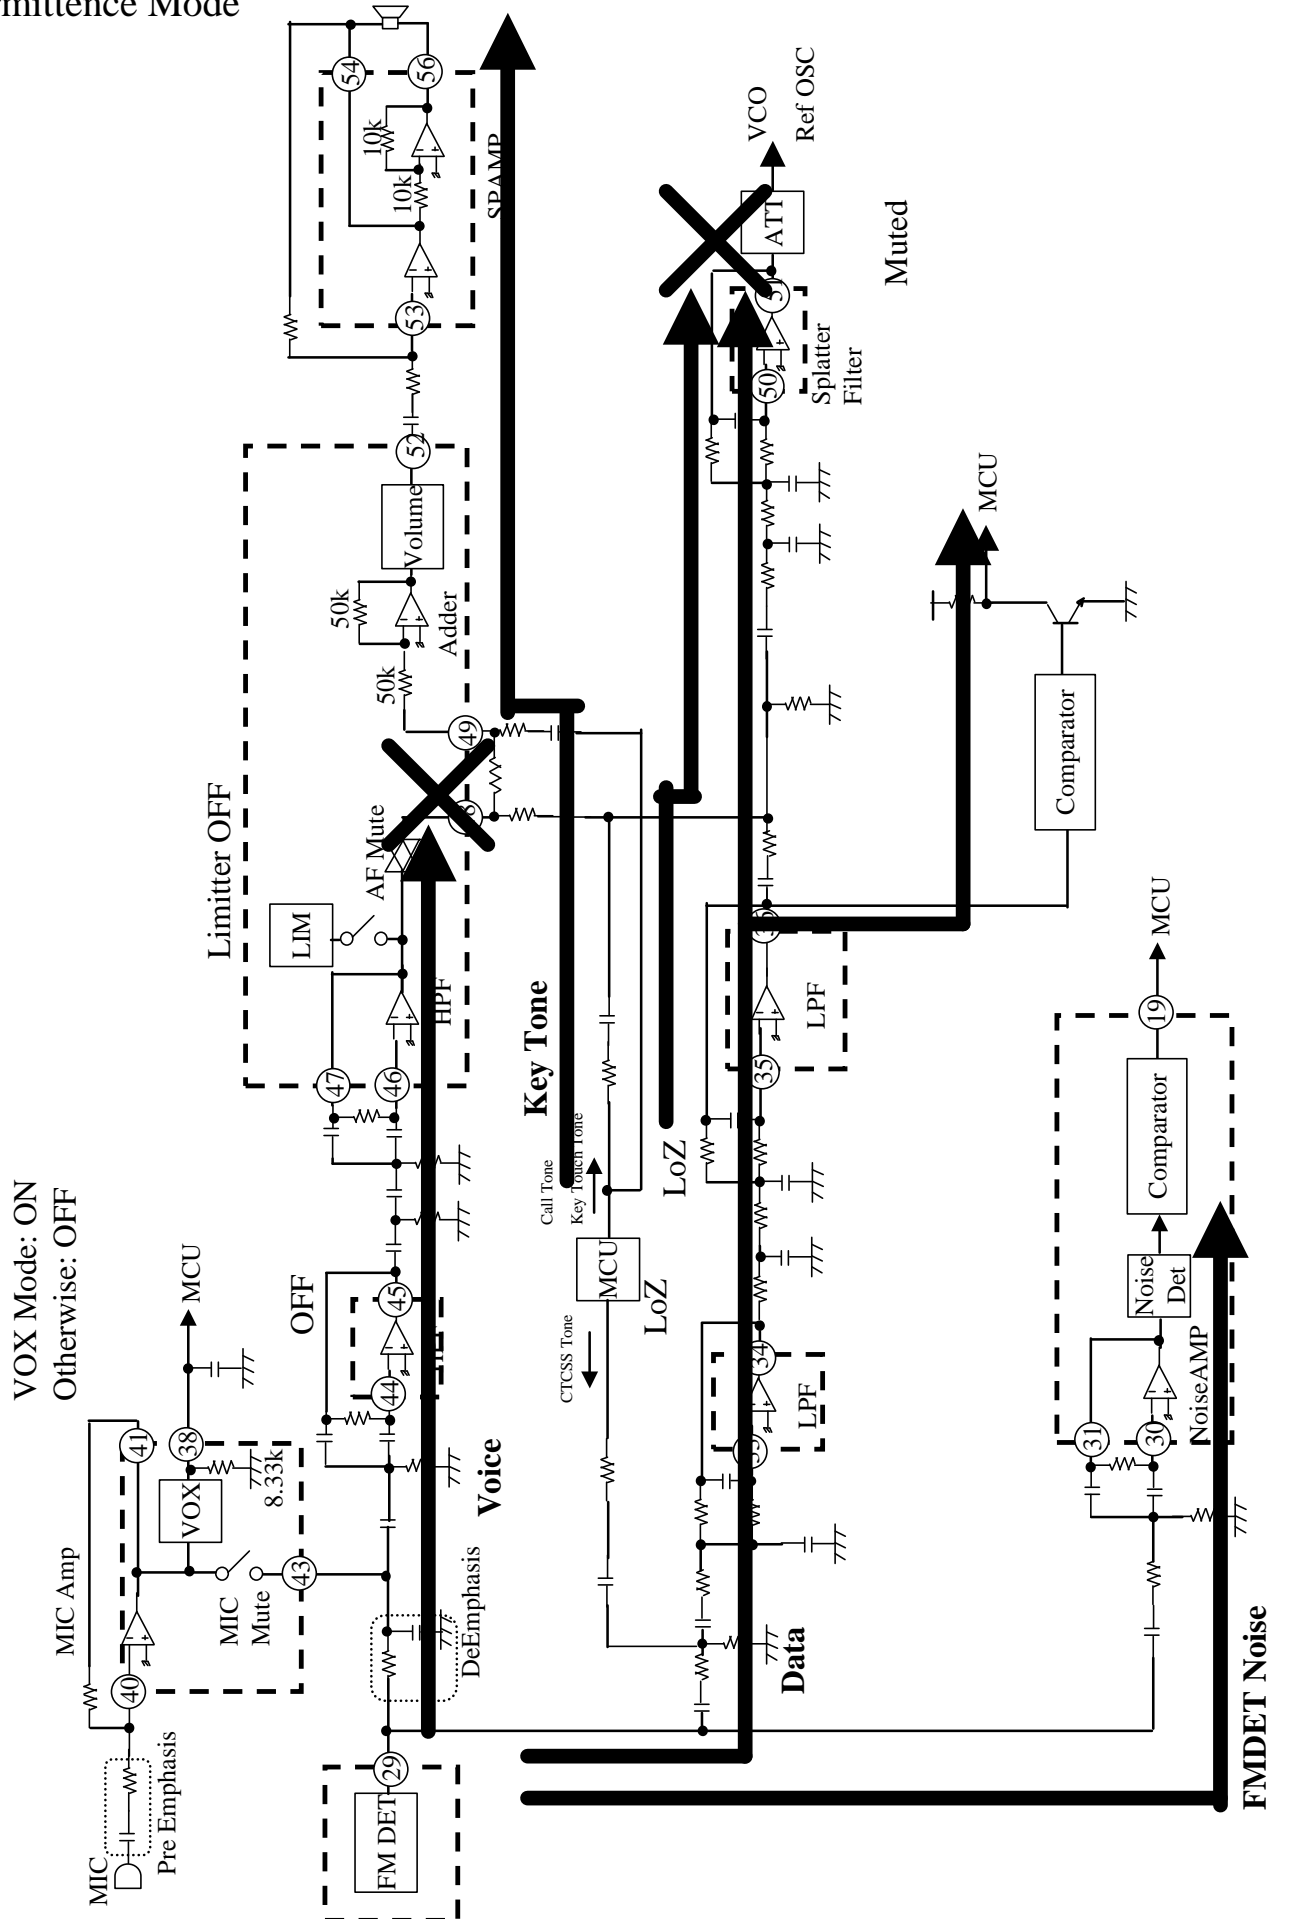 rmittence Mode
VOX Mode: ON
Otherwise: OFF
MIC
Pre Emphasis
40
MIC Amp
41
VOX
38
MCU
8.33k
MIC
Mute
43
FM DET
29
DeEmphasis
Voice
44
45
OFF
46
47
HPF
LIM
Limitter OFF
AF Mute
49
50k
50k
Adder
Volume
52
53
10k
10k
54
56
SPAMP
Key Tone
Call Tone
Key Touch Tone
MCU
LoZ
LoZ
CTCSS Tone
Data
34
LPF
35
LPF
50
51
Splatter
Filter
ATT
VCO
Ref OSC
Muted
MCU
Comparator
FMDET Noise
30
31
NoiseAMP
Noise
Det
Comparator
19
MCU